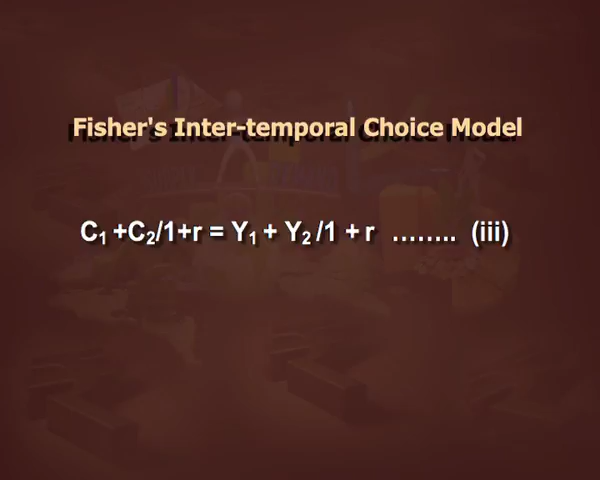 Fisher's Inter-temporal Choice Model
C₁ +C₂/1+r = Y₁ + Y₂ /1 + r …….. (iii)